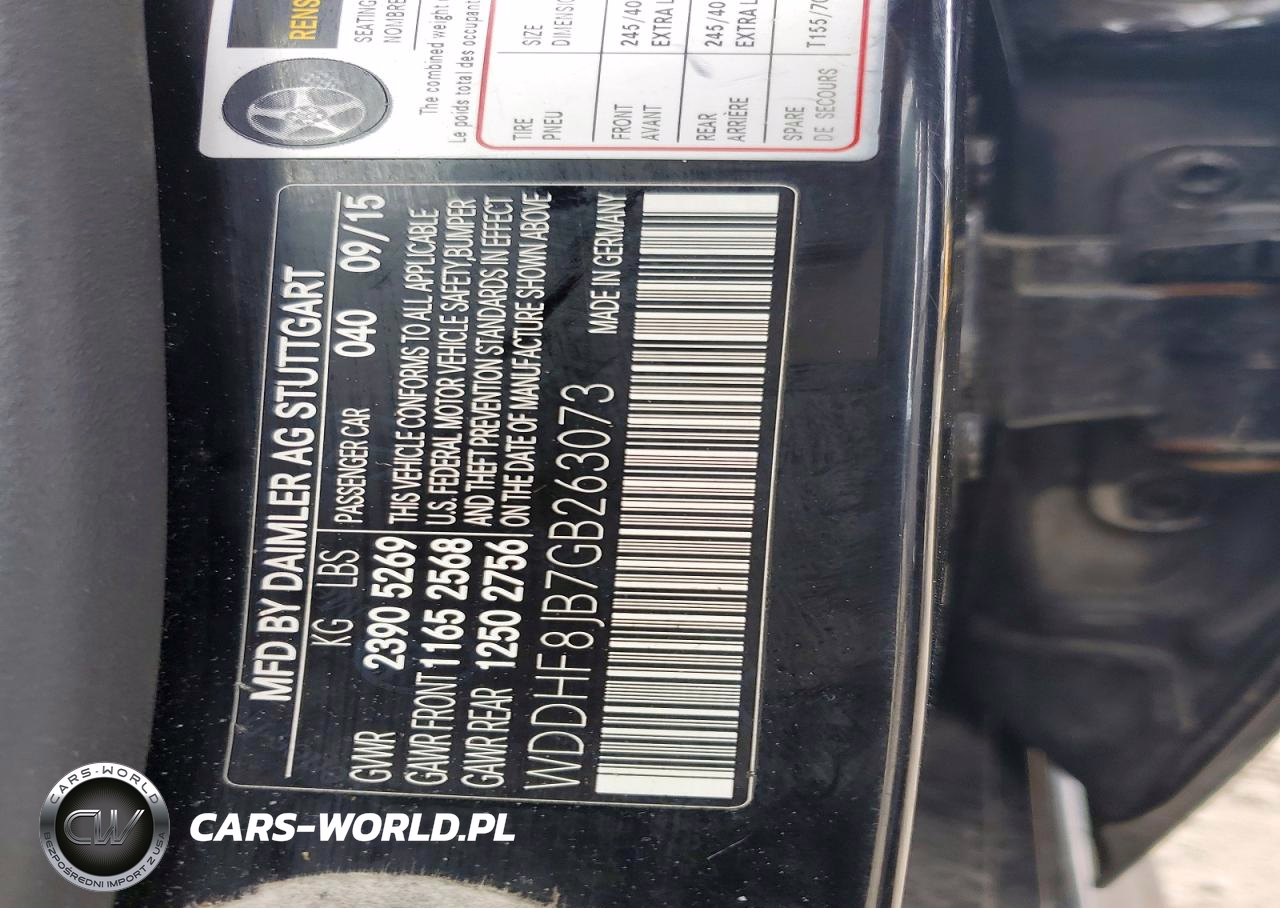 MFD BY DAIMLER AG STUTTGART
KG LBS PASSENGER CAR 040 09/15
GVWR 2390 5269 THIS VEHICLE CONFORMS TO ALL APPLICABLE
GAWR FRONT 1165 2568 U.S. FEDERAL MOTOR VEHICLE SAFETY, BUMPER
GAWR REAR 1250 2756 AND THEFT PREVENTION STANDARDS IN EFFECT
ON THE DATE OF MANUFACTURE SHOWN ABOVE
WDDHF8JB7GB263073 MADE IN GERMANY
RENS
SEATING
NOMBRE
The combined weight
Le poids total des occupant
TIRE SIZE
PNEU DIMENSIO
FRONT 245/40
AVANT EXTRA L
REAR 245/40
ARRIÈRE EXTRA L
SPARE T155/70
DE SECOURS
CARS-WORLD
CW
BEZPOŚREDNI IMPORT Z USA
CARS-WORLD.PL